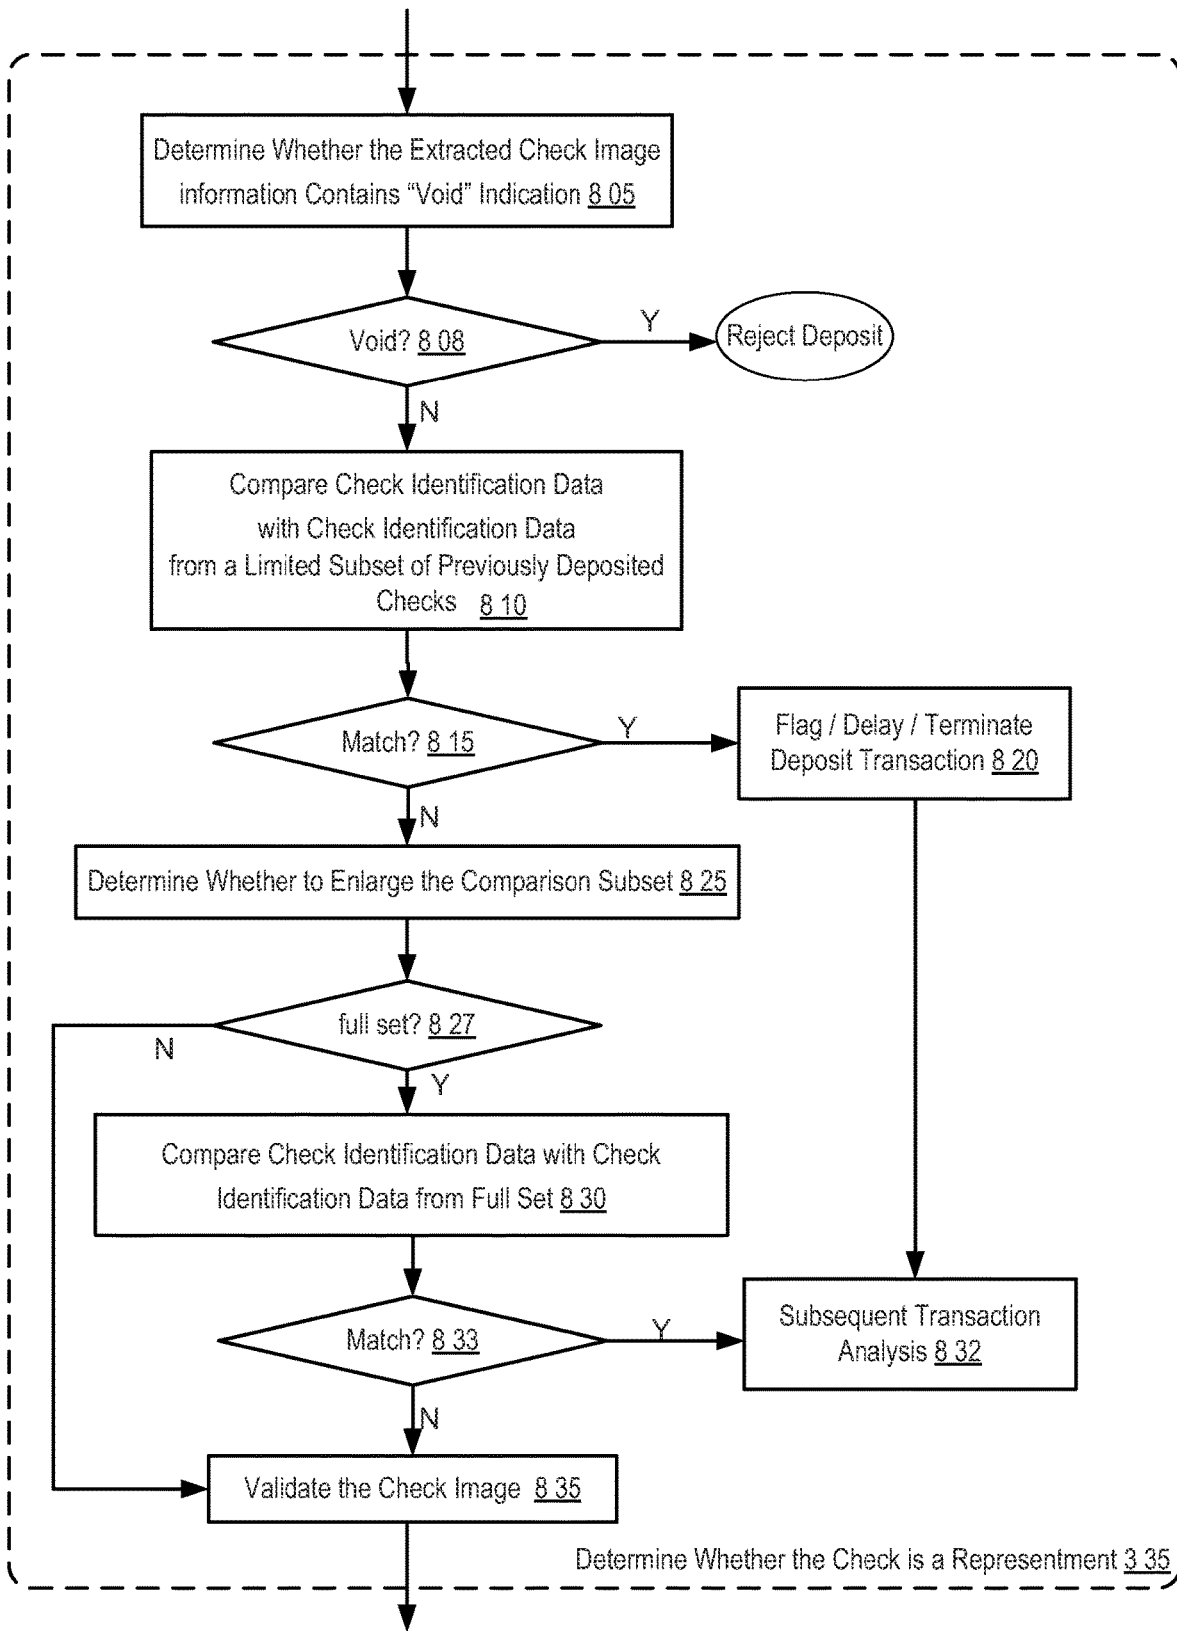 Determine Whether the Extracted Check Image
information Contains “Void” Indication 8 05
Void? 8 08
Y
Reject Deposit
N
Compare Check Identification Data
with Check Identification Data
from a Limited Subset of Previously Deposited
Checks 8 10
Match? 8 15
Y
Flag / Delay / Terminate
Deposit Transaction 8 20
N
Determine Whether to Enlarge the Comparison Subset 8 25
full set? 8 27
N
Y
Compare Check Identification Data with Check
Identification Data from Full Set 8 30
Match? 8 33
Y
Subsequent Transaction
Analysis 8 32
N
Validate the Check Image 8 35
Determine Whether the Check is a Representment 3 35